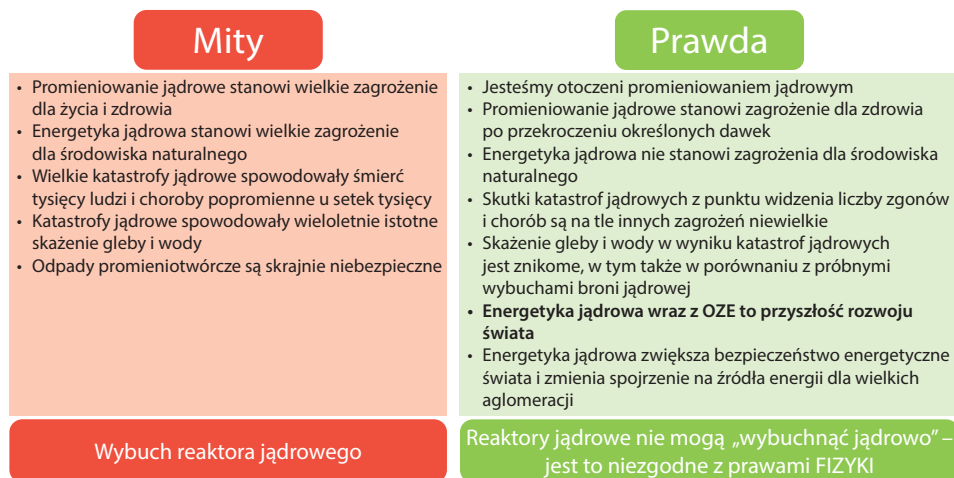 Mity
• Promieniowanie jądrowe stanowi wielkie zagrożenie
dla życia i zdrowia
• Energetyka jądrowa stanowi wielkie zagrożenie
dla środowiska naturalnego
• Wielkie katastrofy jądrowe spowodowały śmierć
tysięcy ludzi i choroby popromienne u setek tysięcy
• Katastrofy jądrowe spowodowały wieloletnie istotne
skażenie gleby i wody
• Odpady promieniotwórcze są skrajnie niebezpieczne
Wybuch reaktora jądrowego
Prawda
• Jesteśmy otoczeni promieniowaniem jądrowym
• Promieniowanie jądrowe stanowi zagrożenie dla zdrowia
po przekroczeniu określonych dawek
• Energetyka jądrowa nie stanowi zagrożenia dla środowiska
naturalnego
• Skutki katastrof jądrowych z punktu widzenia liczby zgonów
i chorób są na tle innych zagrożeń niewielkie
• Skażenie gleby i wody w wyniku katastrof jądrowych
jest znikome, w tym także w porównaniu z próbnymi
wybuchami broni jądrowej
• Energetyka jądrowa wraz z OZE to przyszłość rozwoju
świata
• Energetyka jądrowa zwiększa bezpieczeństwo energetyczne
świata i zmienia spojrzenie na źródła energii dla wielkich
aglomeracji
Reaktory jądrowe nie mogą „wybuchnąć jądrowo” –
jest to niezgodne z prawami FIZYKI